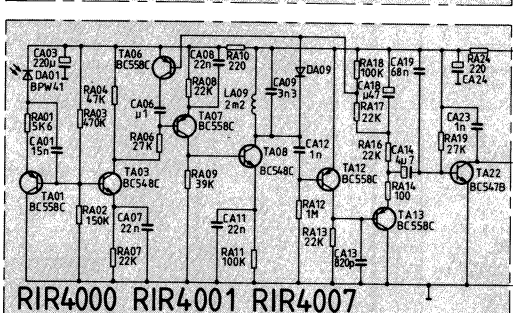 CA03
220µ
DA01
BPW41
RA01
5K6
CA01
15n
TA01
BC558C
RA04
47K
RA03
470K
RA02
150K
TA03
BC548C
CA07
22n
RA07
22K
TA06
BC558C
CA06
µ1
RA06
27K
CA08
22n
RA08
22K
TA07
BC558C
RA09
39K
RA10
220
LA09
2m2
CA09
3n3
TA08
BC548C
CA11
22n
RA11
100K
DA09
CA12
1n
RA12
1M
TA12
BC558C
RA13
22K
CA13
820p
RA18
100K
CA18
µ47
RA17
22K
RA16
22K
CA14
4µ7
RA14
100
TA13
BC558C
CA19
68n
RA24
220
CA24
CA23
1n
RA19
27K
TA22
BC547B
RIR4000 RIR4001 RIR4007